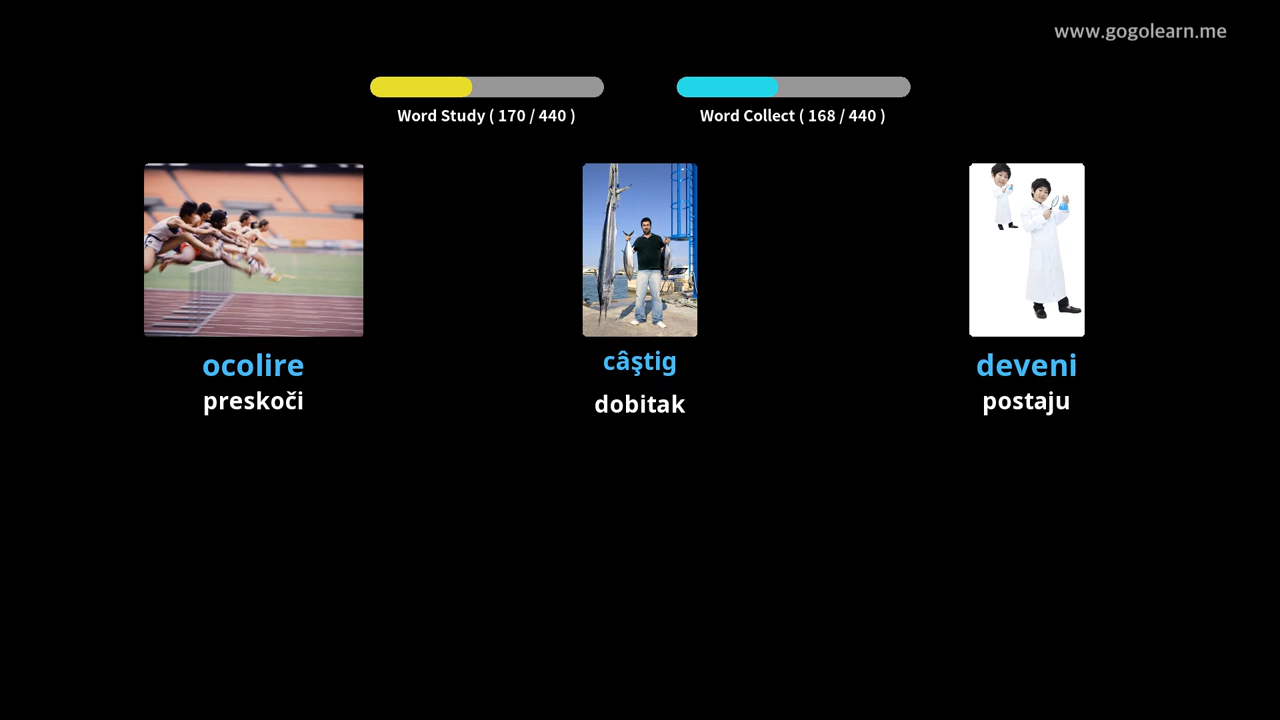 www.gogolearn.me
Word Study ( 170 / 440 )
Word Collect ( 168 / 440 )
ocolire
preskoči
câştig
dobitak
deveni
postaju